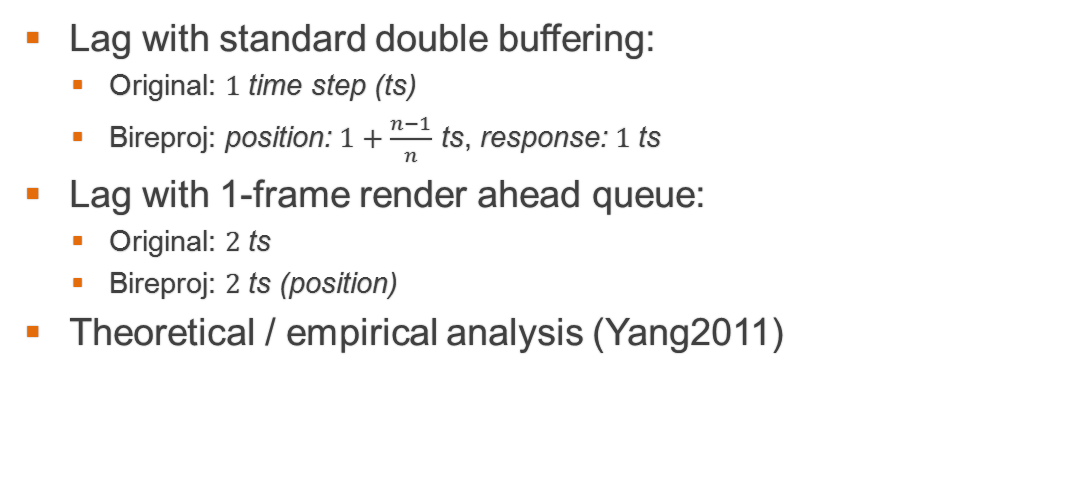 ▪ Lag with standard double buffering:
▪ Original: 1 time step (ts)
▪ Bireproj: position: 1 + \frac{n-1}{n} ts, response: 1 ts
▪ Lag with 1-frame render ahead queue:
▪ Original: 2 ts
▪ Bireproj: 2 ts (position)
▪ Theoretical / empirical analysis (Yang2011)